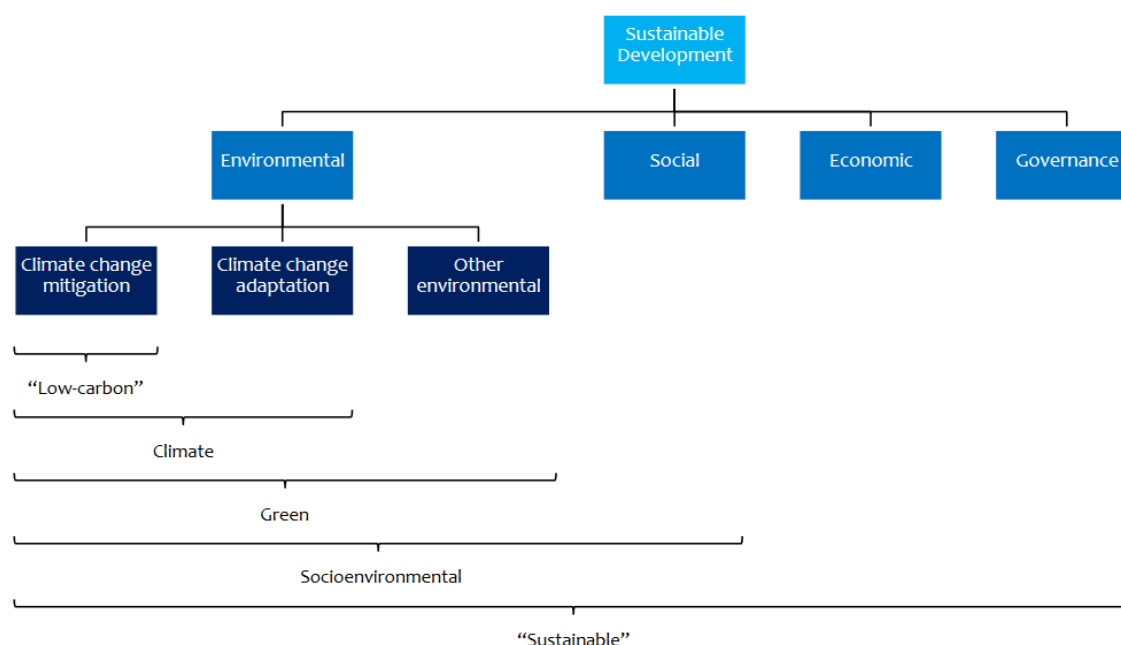 Sustainable
Development
Environmental
Social
Economic
Governance
Climate change
mitigation
Climate change
adaptation
Other
environmental
“Low-carbon”
Climate
Green
Socioenvironmental
“Sustainable”